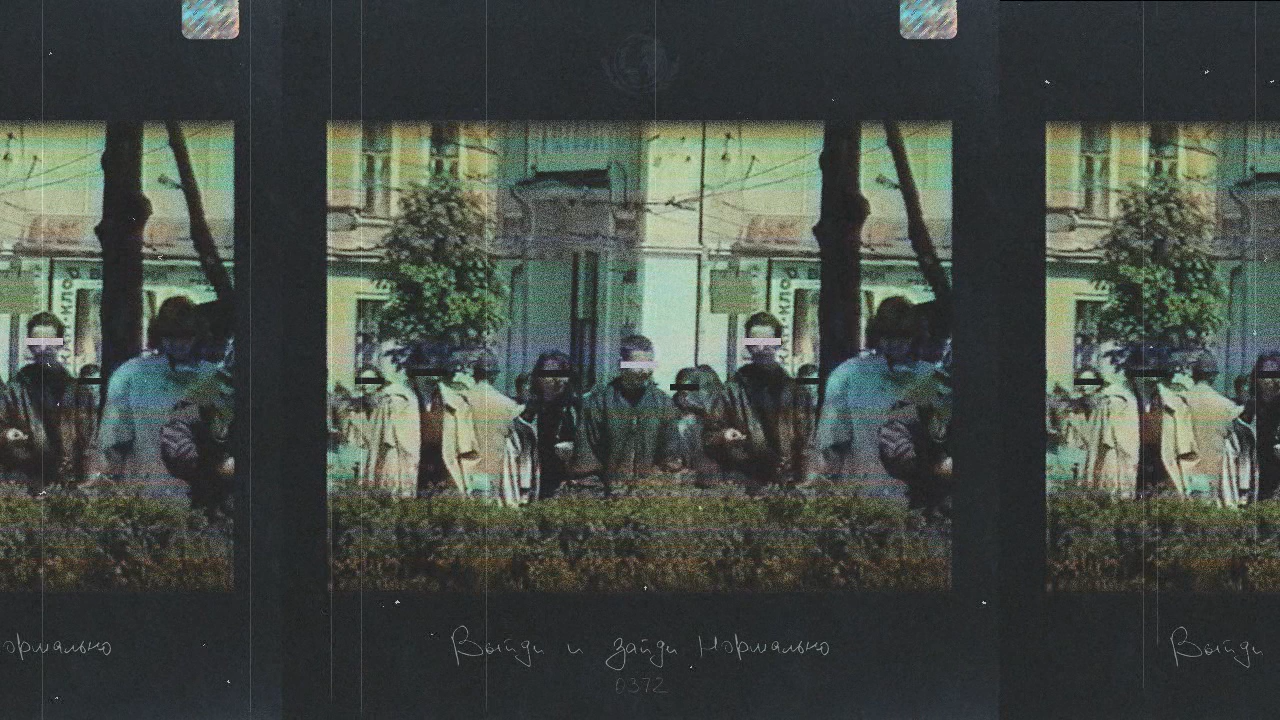 Выйди и зайди Нормально
0372
ормально
Выйди